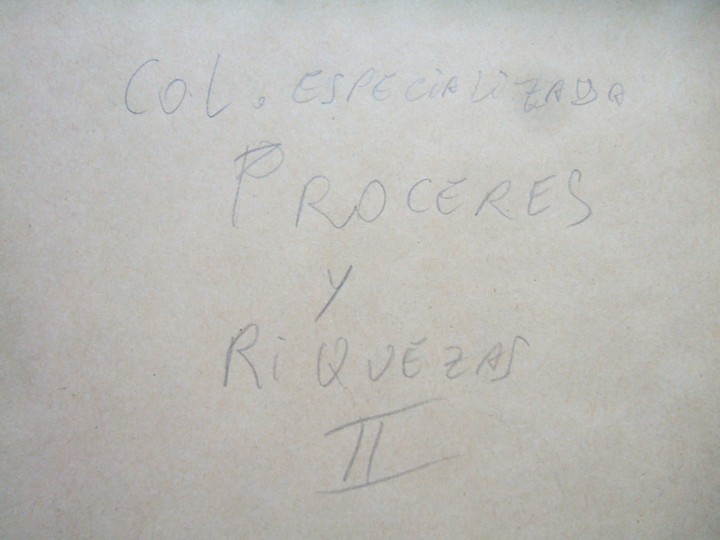 COL. ESPECIALIZADA
PROCERES
Y
RIQUEZAS
II